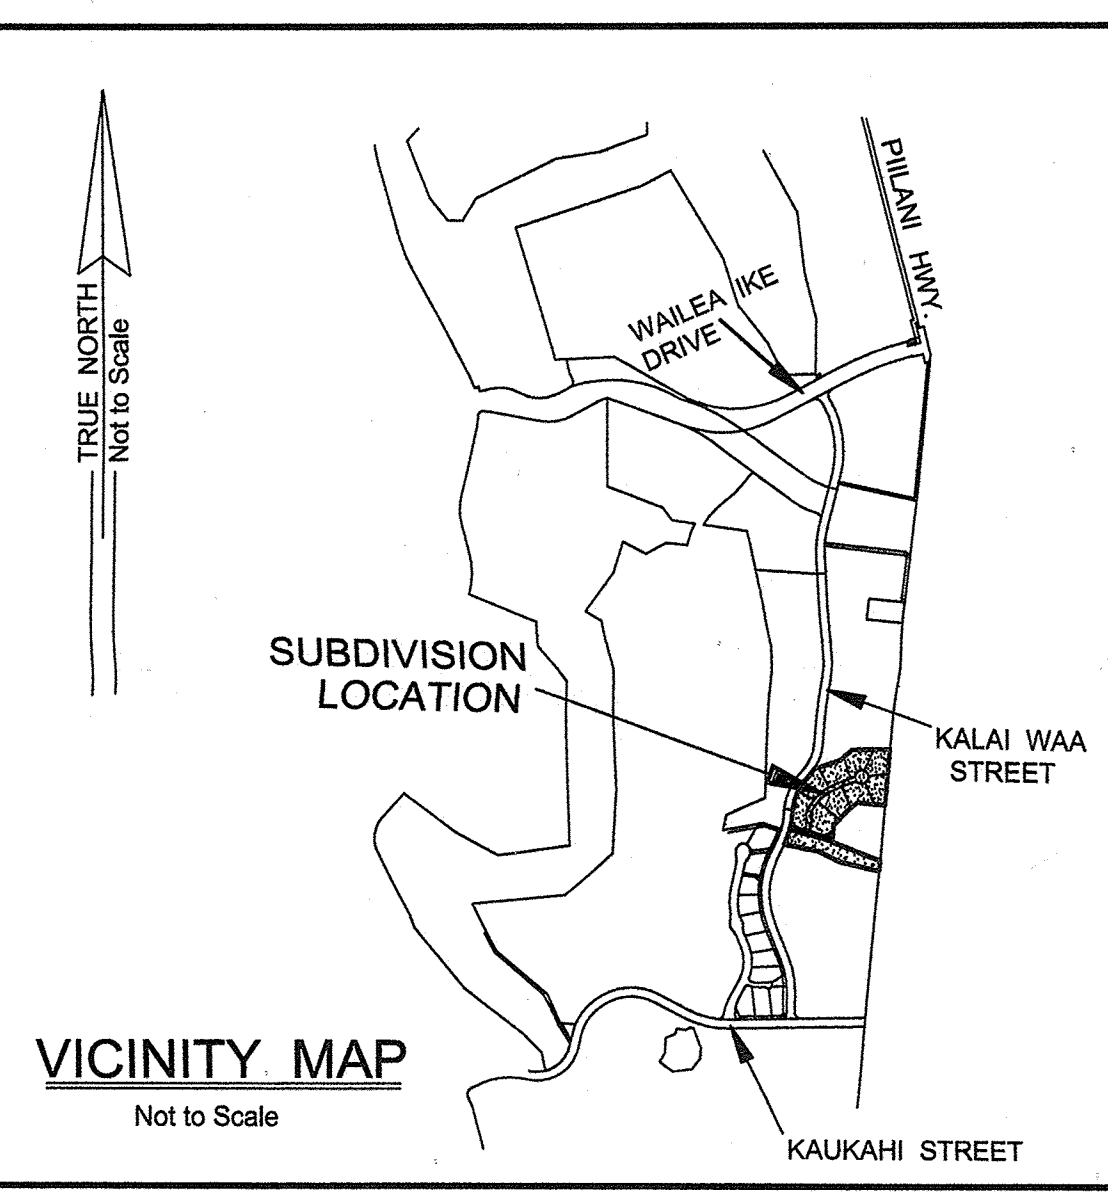 PIILANI HWY.
WAILEA IKE
DRIVE
TRUE NORTH
Not to Scale
SUBDIVISION
LOCATION
KALAI WAA
STREET
VICINITY MAP
Not to Scale
KAUKAHI STREET